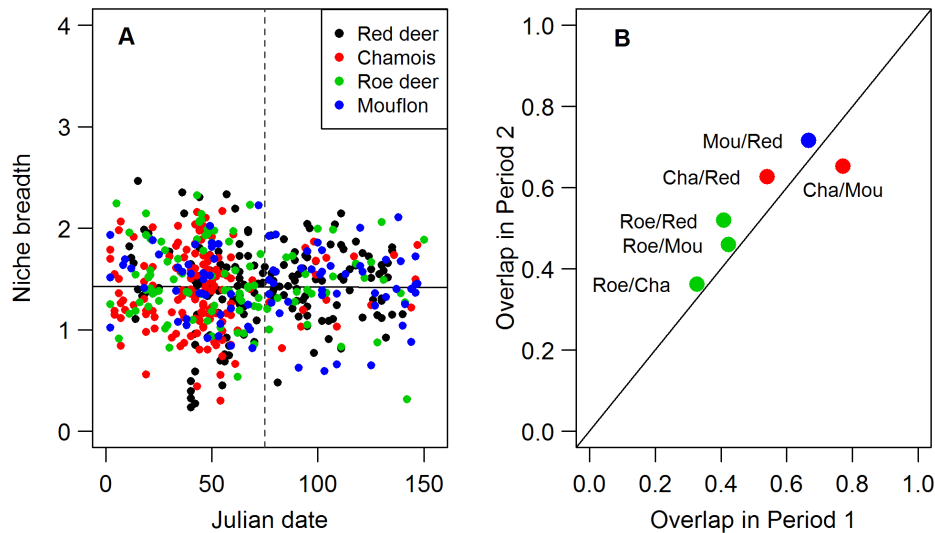 A
Red deer
Chamois
Roe deer
Mouflon
4
3
2
1
0
Niche breadth
0 50 100 150
Julian date
B
1.0
0.8
0.6
0.4
0.2
0.0
Overlap in Period 2
Mou/Red
Cha/Red
Cha/Mou
Roe/Red
Roe/Mou
Roe/Cha
0.0 0.2 0.4 0.6 0.8 1.0
Overlap in Period 1